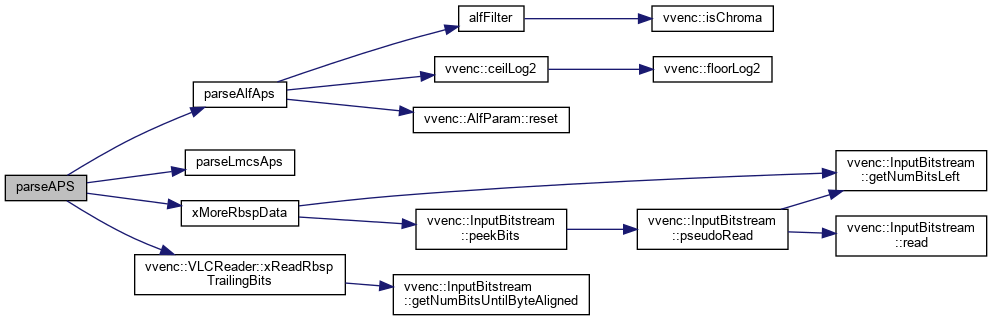 alfFilter
vvenc::isChroma
vvenc::ceilLog2
vvenc::floorLog2
parseAlfAps
vvenc::AlfParam::reset
parseLmcsAps
parseAPS
xMoreRbspData
vvenc::InputBitstream
::getNumBitsLeft
vvenc::InputBitstream
::peekBits
vvenc::InputBitstream
::pseudoRead
vvenc::InputBitstream
::read
vvenc::VLCReader::xReadRbsp
TrailingBits
vvenc::InputBitstream
::getNumBitsUntilByteAligned